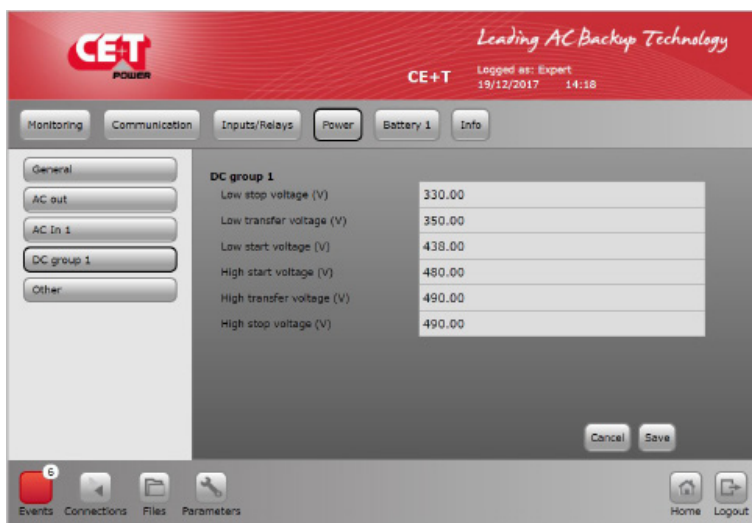 CE+T
POWER
Leading AC Backup Technology
CE+T
Logged as: Expert
19/12/2017 14:18
Monitoring Communication Inputs/Relays Power Battery 1 Info
General
AC out
AC In 1
DC group 1
Other
DC group 1
Low stop voltage (V) 330.00
Low transfer voltage (V) 350.00
Low start voltage (V) 438.00
High start voltage (V) 480.00
High transfer voltage (V) 490.00
High stop voltage (V) 490.00
Cancel Save
6
Events Connections Files Parameters Home Logout